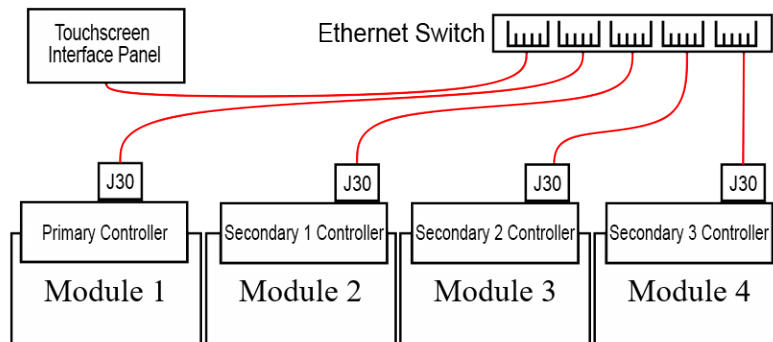 Touchscreen
Interface Panel
Ethernet Switch
J30
J30
J30
J30
Primary Controller
Secondary 1 Controller
Secondary 2 Controller
Secondary 3 Controller
Module 1
Module 2
Module 3
Module 4